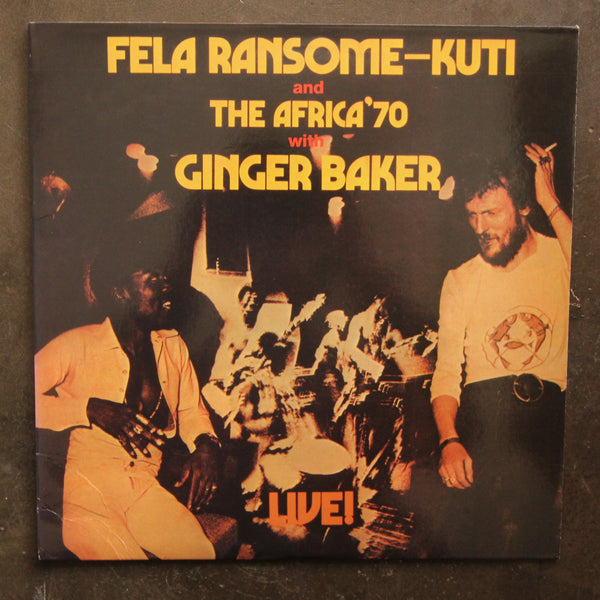 FELA RANSOME-KUTI
and
THE AFRICA'70
with
GINGER BAKER
LIVE!